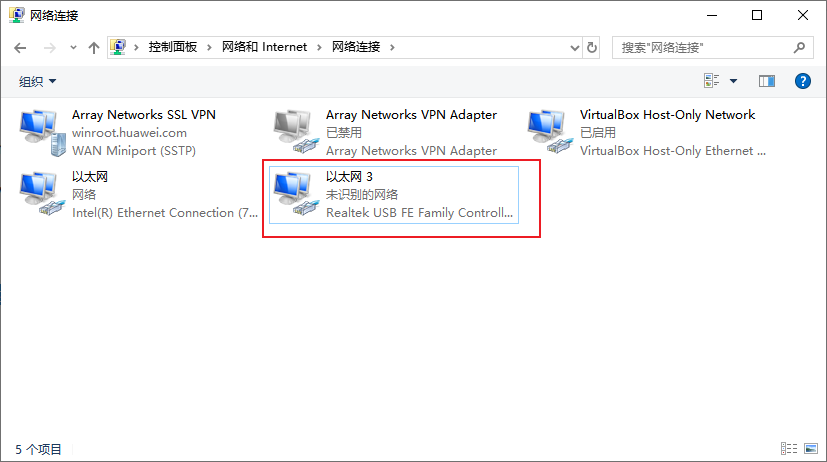 网络连接
控制面板 网络和 Internet 网络连接
搜索"网络连接"
组织
Array Networks SSL VPN
winroot.huawei.com
WAN Miniport (SSTP)
Array Networks VPN Adapter
已禁用
Array Networks VPN Adapter
VirtualBox Host-Only Network
已启用
VirtualBox Host-Only Ethernet ...
以太网
网络
Intel(R) Ethernet Connection (7...
以太网 3
未识别的网络
Realtek USB FE Family Controll...
5 个项目